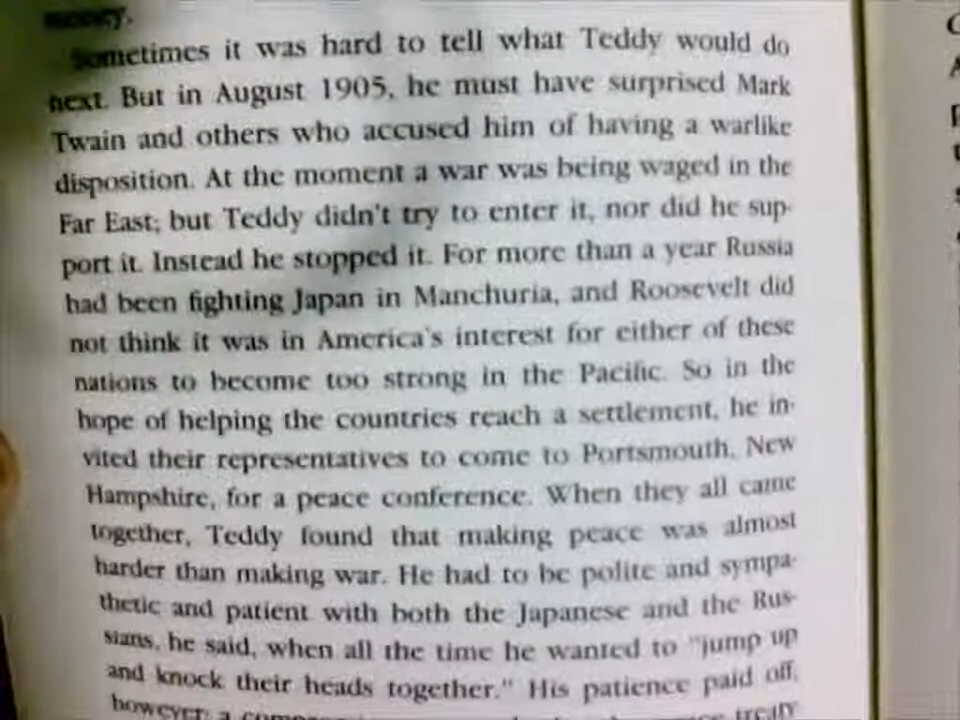 money.
Sometimes it was hard to tell what Teddy would do
next. But in August 1905, he must have surprised Mark
Twain and others who accused him of having a warlike
disposition. At the moment a war was being waged in the
Far East; but Teddy didn't try to enter it, nor did he sup-
port it. Instead he stopped it. For more than a year Russia
had been fighting Japan in Manchuria, and Roosevelt did
not think it was in America's interest for either of these
nations to become too strong in the Pacific. So in the
hope of helping the countries reach a settlement, he in-
vited their representatives to come to Portsmouth, New
Hampshire, for a peace conference. When they all came
together, Teddy found that making peace was almost
harder than making war. He had to be polite and sympa-
thetic and patient with both the Japanese and the Rus-
sians, he said, when all the time he wanted to "jump up
and knock their heads together." His patience paid off,
however; a treaty